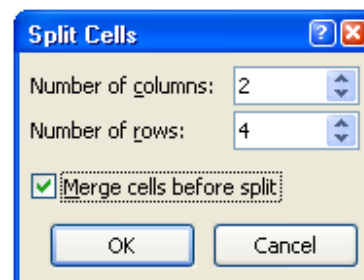 Split Cells
Number of columns: 2
Number of rows: 4
Merge cells before split
OK Cancel